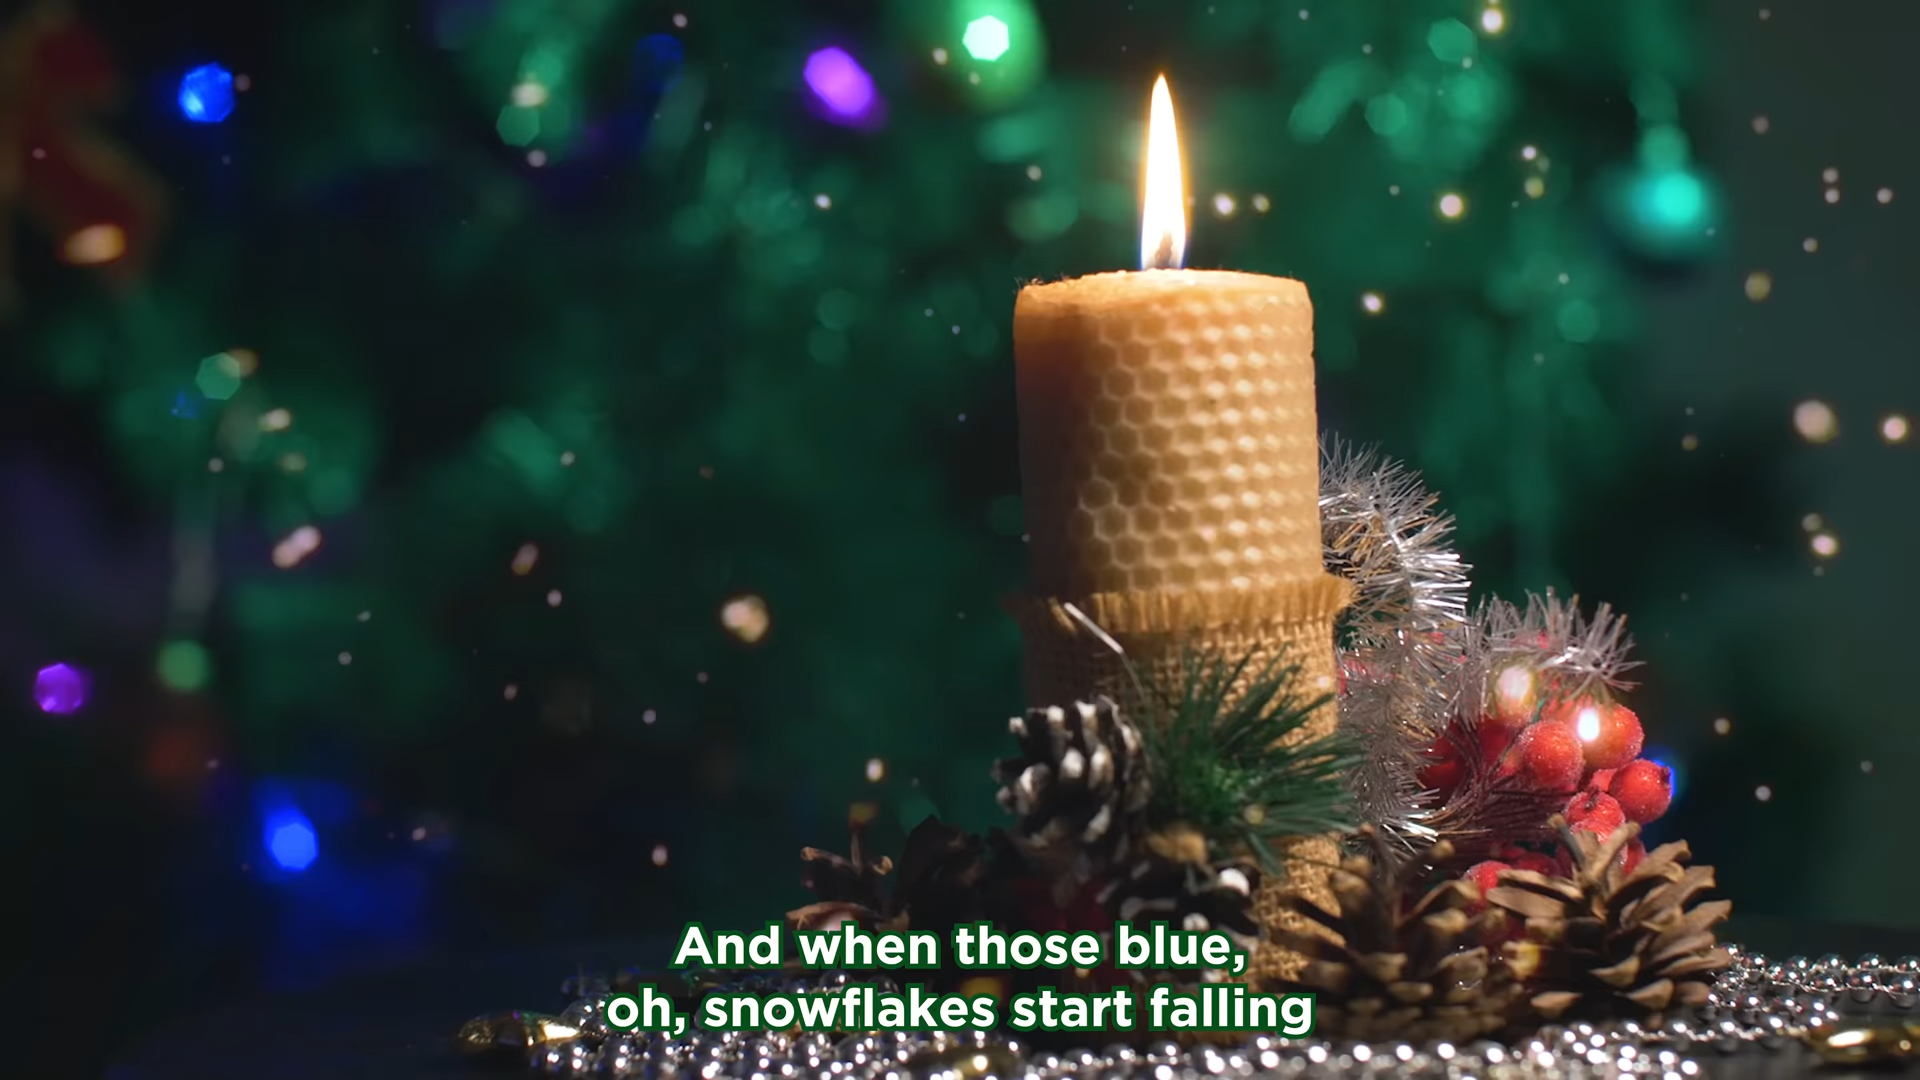 And when those blue,
oh, snowflakes start falling